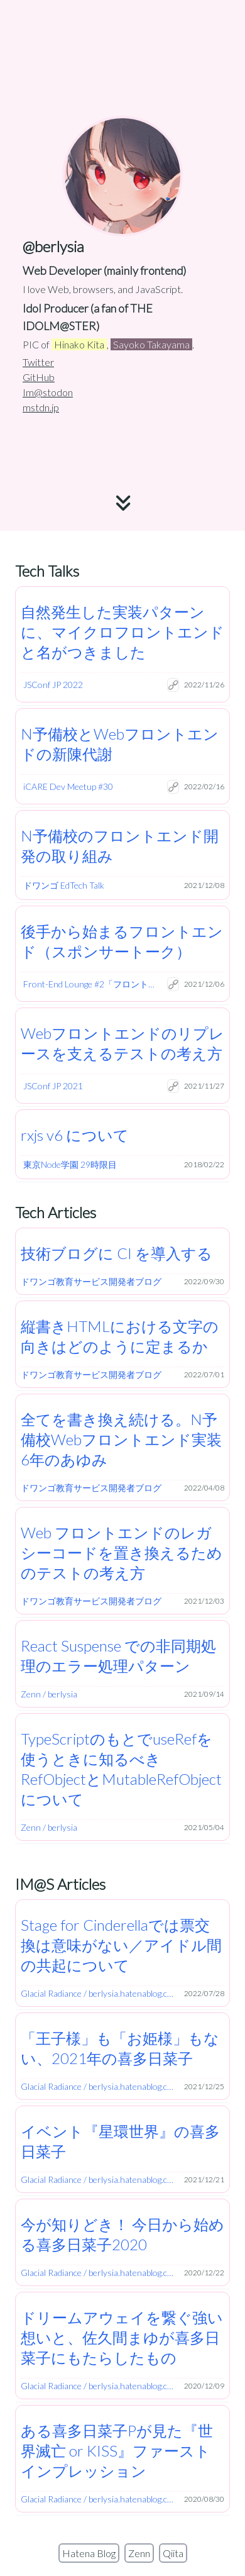 @berlysia
Web Developer (mainly frontend)
I love Web, browsers, and JavaScript.
Idol Producer (a fan of THE
IDOLM@STER)
PIC of Hinako Kita , Sayoko Takayama .
Twitter
GitHub
Im@stodon
mstdn.jp
Tech Talks
自然発生した実装パターン
に、マイクロフロントエンド
と名がつきました
JSConf JP 2022 2022/11/26
N予備校とWebフロントエン
ドの新陳代謝
iCARE Dev Meetup #30 2022/02/16
N予備校のフロントエンド開
発の取り組み
ドワンゴ EdTech Talk 2021/12/08
後手から始まるフロントエン
ド（スポンサートーク）
Front-End Lounge #2「フロント... 2021/12/06
Webフロントエンドのリプレ
ースを支えるテストの考え方
JSConf JP 2021 2021/11/27
rxjs v6 について
東京Node学園 29時限目 2018/02/22
Tech Articles
技術ブログに CI を導入する
ドワンゴ教育サービス開発者ブログ 2022/09/30
縦書きHTMLにおける文字の
向きはどのように定まるか
ドワンゴ教育サービス開発者ブログ 2022/07/01
全てを書き換え続ける。N予
備校Webフロントエンド実装
6年のあゆみ
ドワンゴ教育サービス開発者ブログ 2022/04/08
Web フロントエンドのレガ
シーコードを置き換えるため
のテストの考え方
ドワンゴ教育サービス開発者ブログ 2021/12/03
React Suspense での非同期処
理のエラー処理パターン
Zenn / berlysia 2021/09/14
TypeScriptのもとでuseRefを
使うときに知るべき
RefObjectとMutableRefObject
について
Zenn / berlysia 2021/05/04
IM@S Articles
Stage for Cinderellaでは票交
換は意味がない／アイドル間
の共起について
Glacial Radiance / berlysia.hatenablog.c... 2022/07/28
「王子様」も「お姫様」もな
い、2021年の喜多日菜子
Glacial Radiance / berlysia.hatenablog.c... 2021/12/25
イベント『星環世界』の喜多
日菜子
Glacial Radiance / berlysia.hatenablog.c... 2021/12/21
今が知りどき！ 今日から始め
る喜多日菜子2020
Glacial Radiance / berlysia.hatenablog.c... 2020/12/22
ドリームアウェイを繋ぐ強い
想いと、佐久間まゆが喜多日
菜子にもたらしたもの
Glacial Radiance / berlysia.hatenablog.c... 2020/12/09
ある喜多日菜子Pが見た『世
界滅亡 or KISS』ファースト
インプレッション
Glacial Radiance / berlysia.hatenablog.c... 2020/08/30
Hatena Blog Zenn Qiita